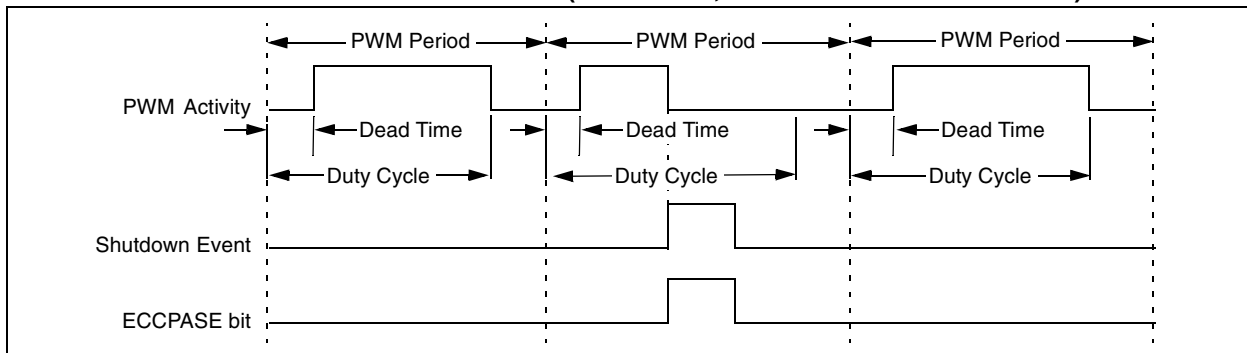 PWM Period PWM Period PWM Period
PWM Activity
Dead Time Dead Time Dead Time
Duty Cycle Duty Cycle Duty Cycle
Shutdown Event
ECCPASE bit